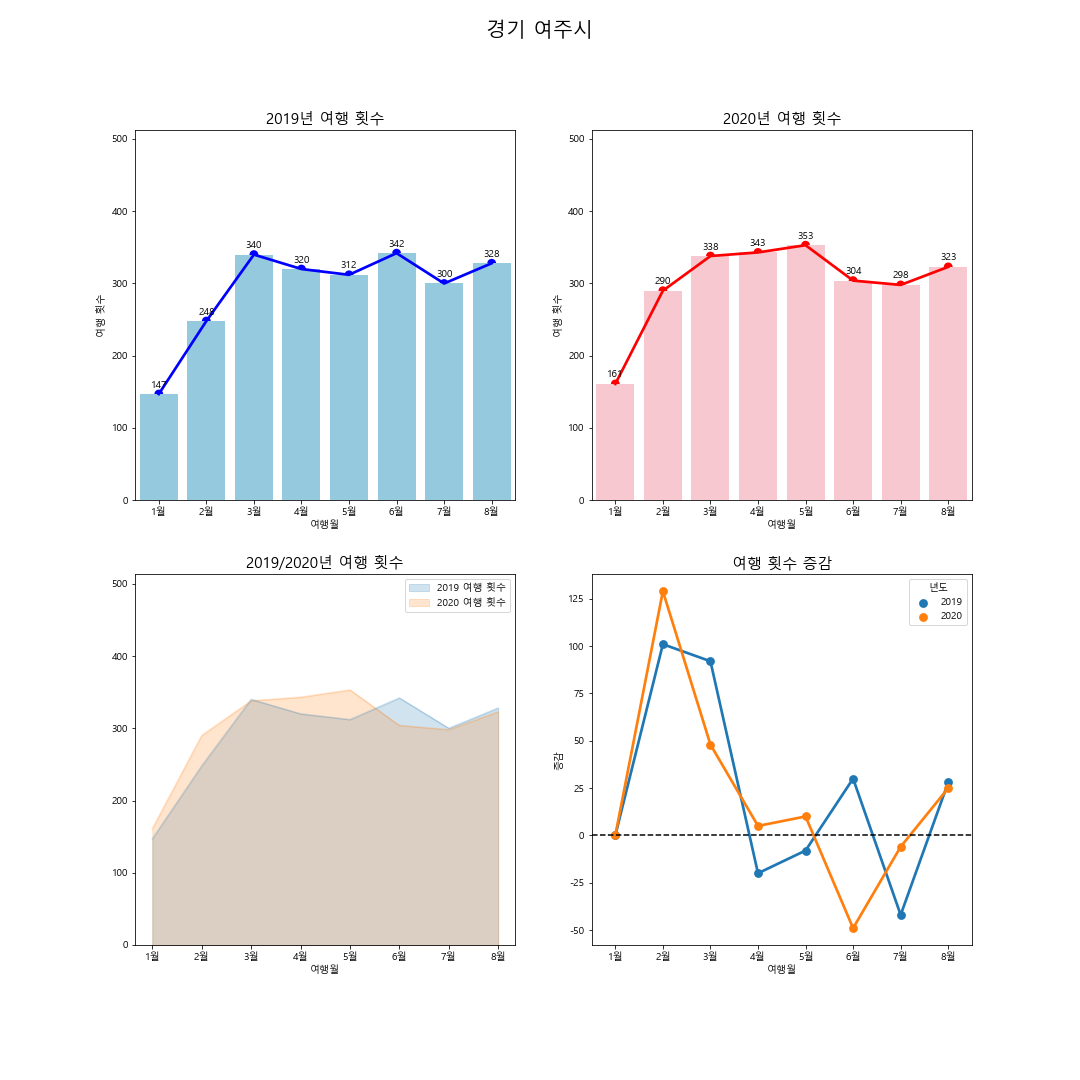 경기 여주시
2019년 여행 횟수
500
400
300
200
100
0
여행 횟수
147
248
340
320
312
342
300
328
1월 2월 3월 4월 5월 6월 7월 8월
여행월
2020년 여행 횟수
500
400
300
200
100
0
여행 횟수
161
290
338
343
353
304
298
323
1월 2월 3월 4월 5월 6월 7월 8월
여행월
2019/2020년 여행 횟수
2019 여행 횟수
2020 여행 횟수
500
400
300
200
100
0
1월 2월 3월 4월 5월 6월 7월 8월
여행월
여행 횟수 증감
년도
2019
2020
125
100
75
50
25
0
-25
-50
증감
1월 2월 3월 4월 5월 6월 7월 8월
여행월